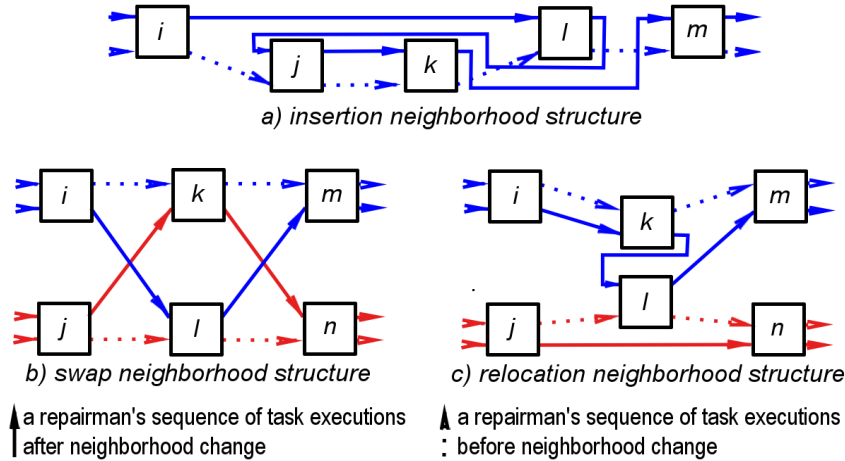 i
j
k
l
m
a) insertion neighborhood structure
i
k
m
j
l
n
b) swap neighborhood structure
i
k
m
j
l
n
c) relocation neighborhood structure
a repairman's sequence of task executions
after neighborhood change
a repairman's sequence of task executions
before neighborhood change